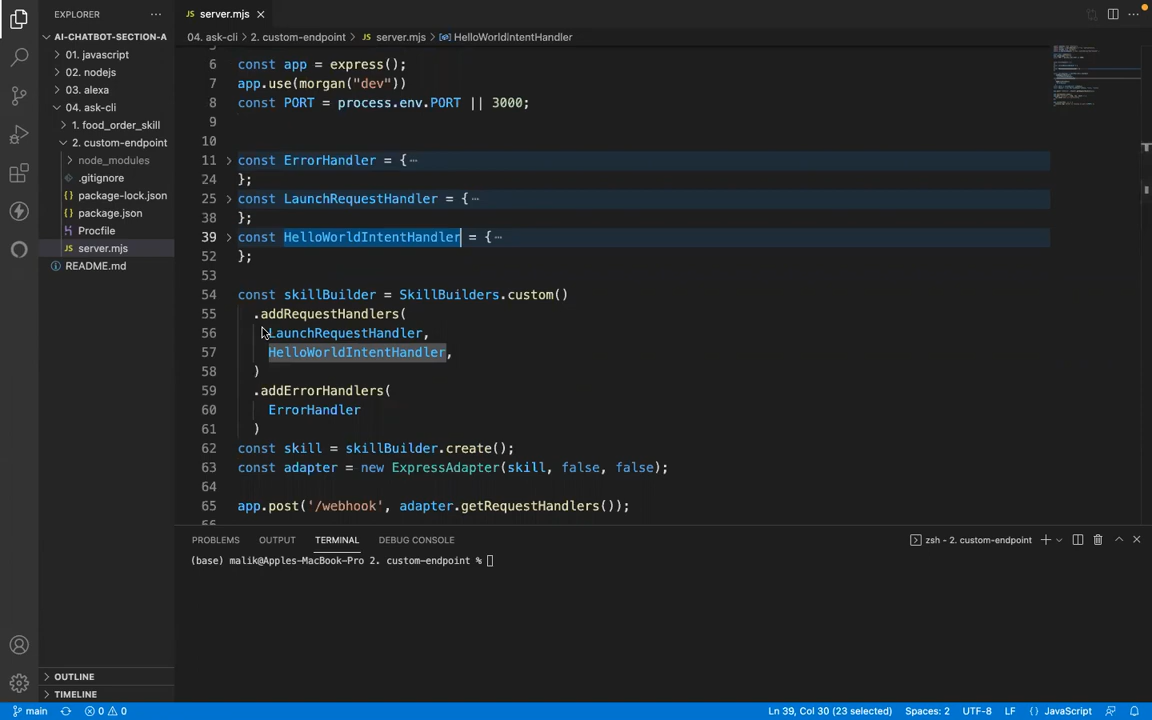 EXPLORER
server.mjs
AI-CHATBOT-SECTION-A
04. ask-cli > 2. custom-endpoint > JS server.mjs > HelloWorldIntentHandler
01. javascript
02. nodejs
03. alexa
04. ask-cli
1. food_order_skill
2. custom-endpoint
node_modules
.gitignore
package-lock.json
package.json
Procfile
JS server.mjs
README.md
6 const app = express();
7 app.use(morgan("dev"))
8 const PORT = process.env.PORT || 3000;
9
10
11 const ErrorHandler = {
24 };
25 const LaunchRequestHandler = {
38 };
39 const HelloWorldIntentHandler = {
52 };
53
54 const skillBuilder = SkillBuilders.custom()
55 .addRequestHandlers(
56 LaunchRequestHandler,
57 HelloWorldIntentHandler,
58 )
59 .addErrorHandlers(
60 ErrorHandler
61 )
62 const skill = skillBuilder.create();
63 const adapter = new ExpressAdapter(skill, false, false);
64
65 app.post('/webhook', adapter.getRequestHandlers());
PROBLEMS OUTPUT TERMINAL DEBUG CONSOLE
zsh - 2. custom-endpoint
(base) malik@Apples-MacBook-Pro 2. custom-endpoint %
OUTLINE
TIMELINE
main 0 0 Ln 39, Col 30 (23 selected) Spaces: 2 UTF-8 LF {} JavaScript